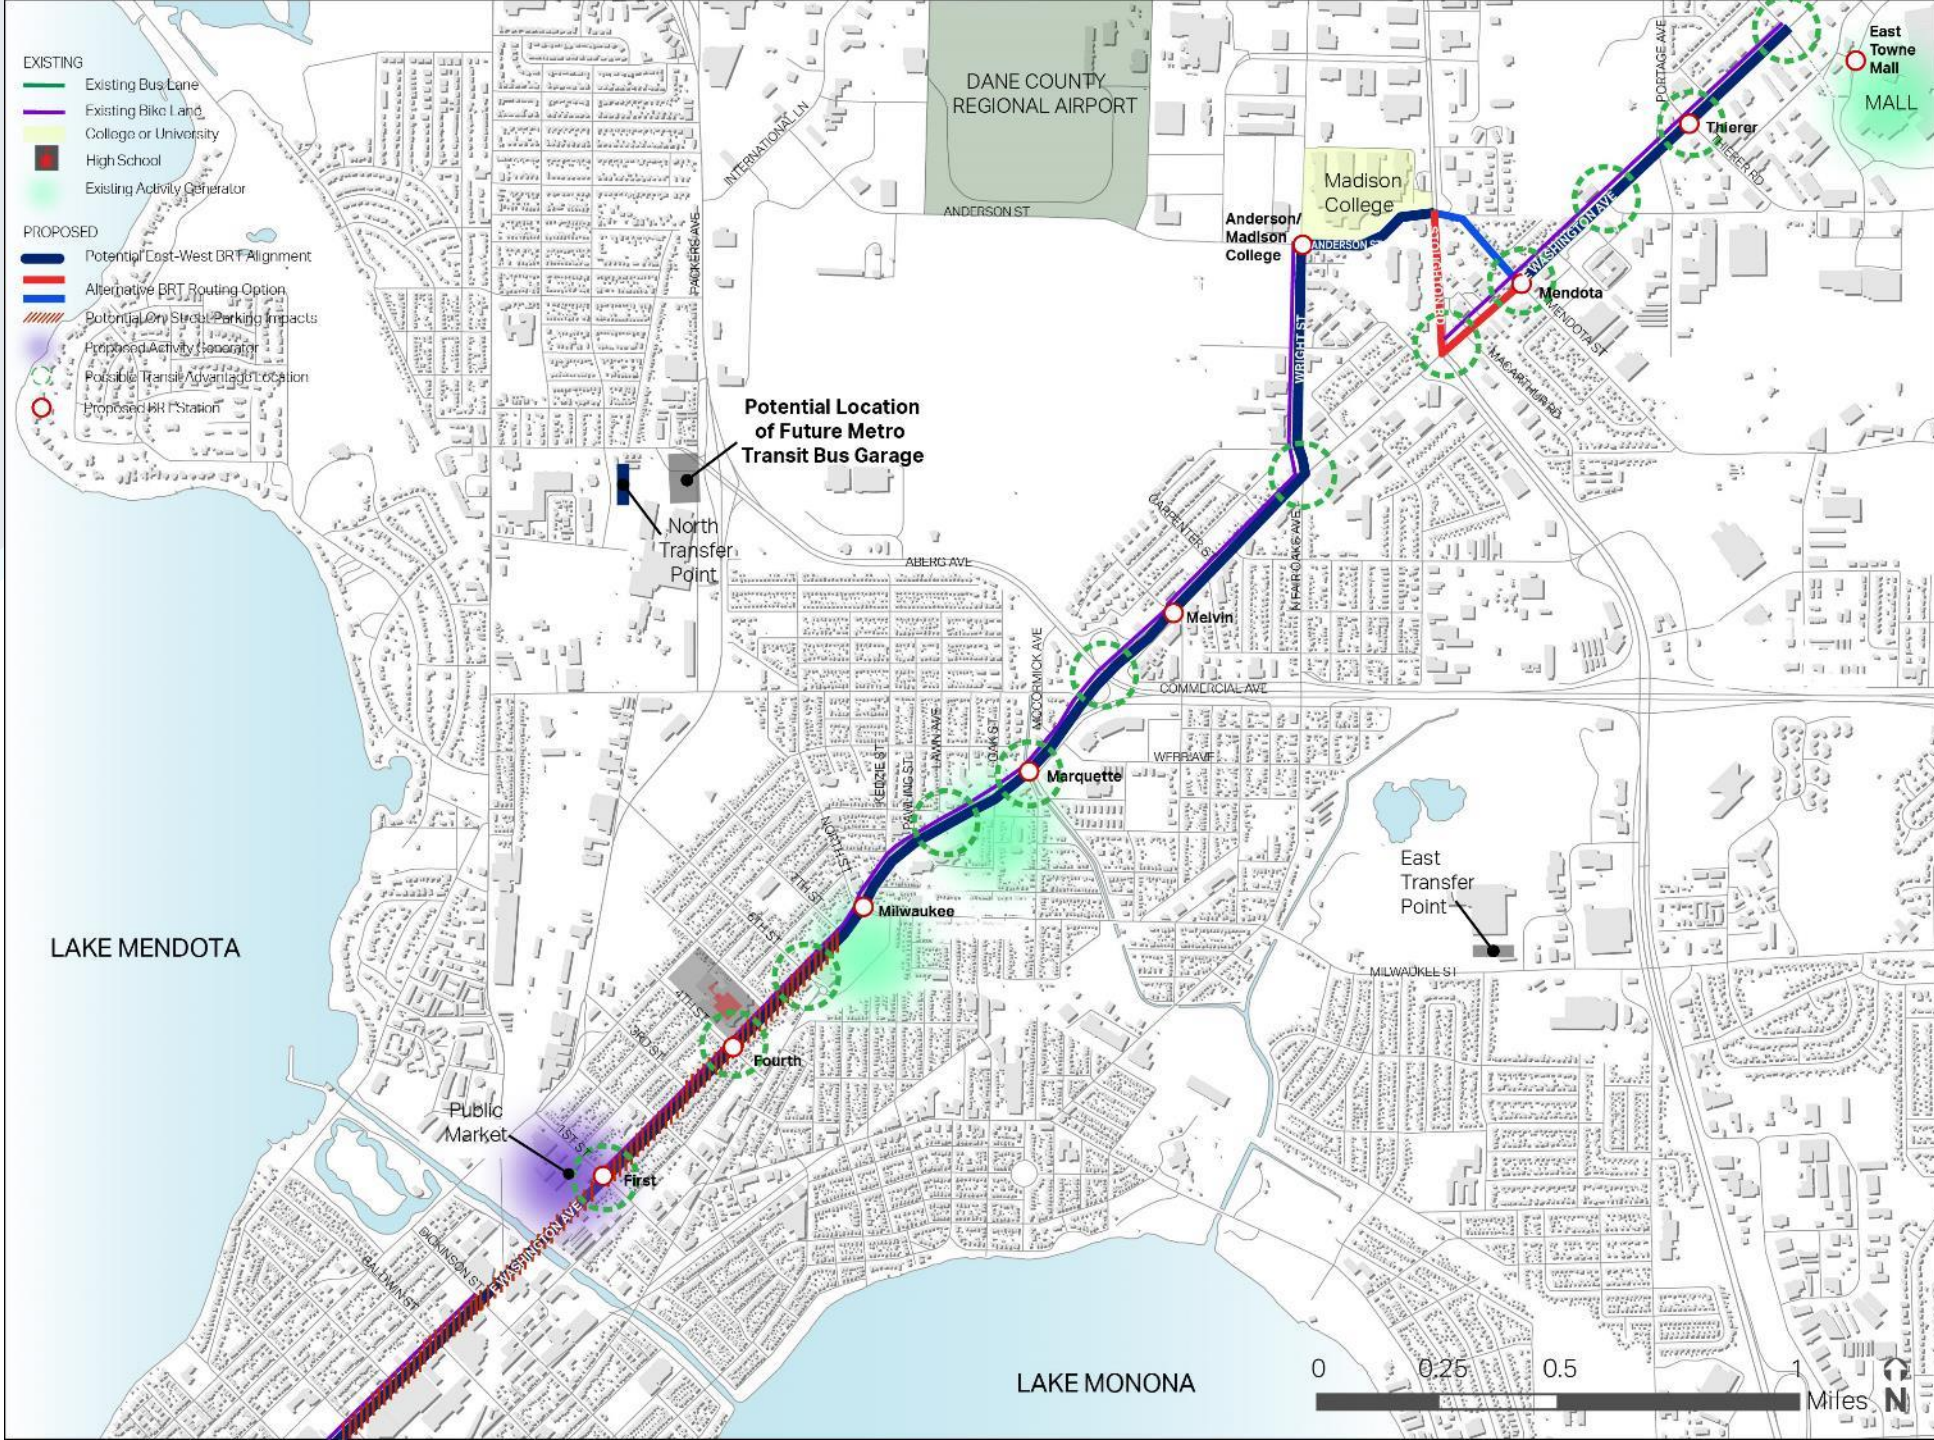 EXISTING
Existing Bus Lane
Existing Bike Lane
College or University
High School
Existing Activity Generator
PROPOSED
Potential East-West BRT Alignment
Alternative BRT Routing Option
Potential On Street Parking Impacts
Proposed Activity Generator
Possible Transit Advantage Location
Proposed BRT Station
DANE COUNTY
REGIONAL AIRPORT
INTERNATIONAL LN
PACKERS AVE
ANDERSON ST
PORTAGE AVE
East
Towne
Mall
MALL
Thierer
THIERER RD
Madison
College
Anderson/
Madison
College
ANDERSON ST
STOUGHTON RD
E WASHINGTON AVE
Mendota
MENDOTA ST
MACARTHUR RD
WRIGHT ST
Potential Location
of Future Metro
Transit Bus Garage
North
Transfer
Point
ABERG AVE
CARPENTER S
N FAIR OAKS AVE
Melvin
MCCORMICK AVE
COMMERCIAL AVE
OAK ST
LAWN AVE
KEDZIE ST
PAWLING ST
WEBB AVE
Marquette
NORTH ST
7TH ST
6TH ST
Milwaukee
East
Transfer
Point
MILWAUKEE ST
LAKE MENDOTA
4TH ST
3RD ST
Fourth
Public
Market
1ST ST
First
E WASHINGTON AVE
DICKINSON ST
BALDWIN ST
LAKE MONONA
0 0.25 0.5 1
Miles
N